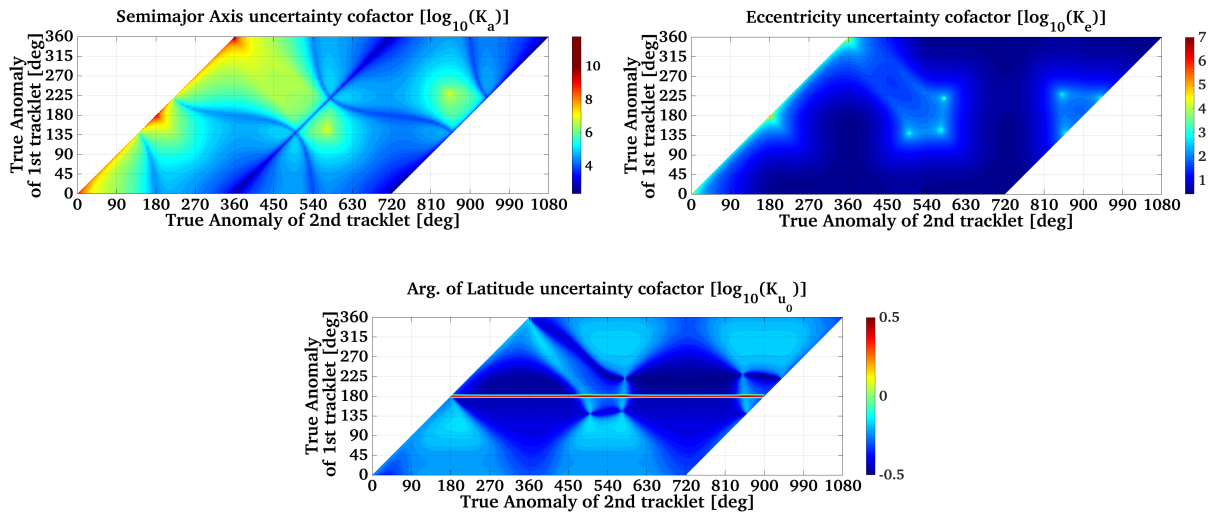 Semimajor Axis uncertainty cofactor [log10(Ka)]
True Anomaly
of 1st tracklet [deg]
360
315
270
225
180
135
90
45
0
0 90 180 270 360 450 540 630 720 810 900 990 1080
True Anomaly of 2nd tracklet [deg]
10
8
6
4
Eccentricity uncertainty cofactor [log10(Ke)]
True Anomaly
of 1st tracklet [deg]
360
315
270
225
180
135
90
45
0
0 90 180 270 360 450 540 630 720 810 900 990 1080
True Anomaly of 2nd tracklet [deg]
7
6
5
4
3
2
1
Arg. of Latitude uncertainty cofactor [log10(Ku0)]
True Anomaly
of 1st tracklet [deg]
360
315
270
225
180
135
90
45
0
0 90 180 270 360 450 540 630 720 810 900 990 1080
True Anomaly of 2nd tracklet [deg]
0.5
0
-0.5